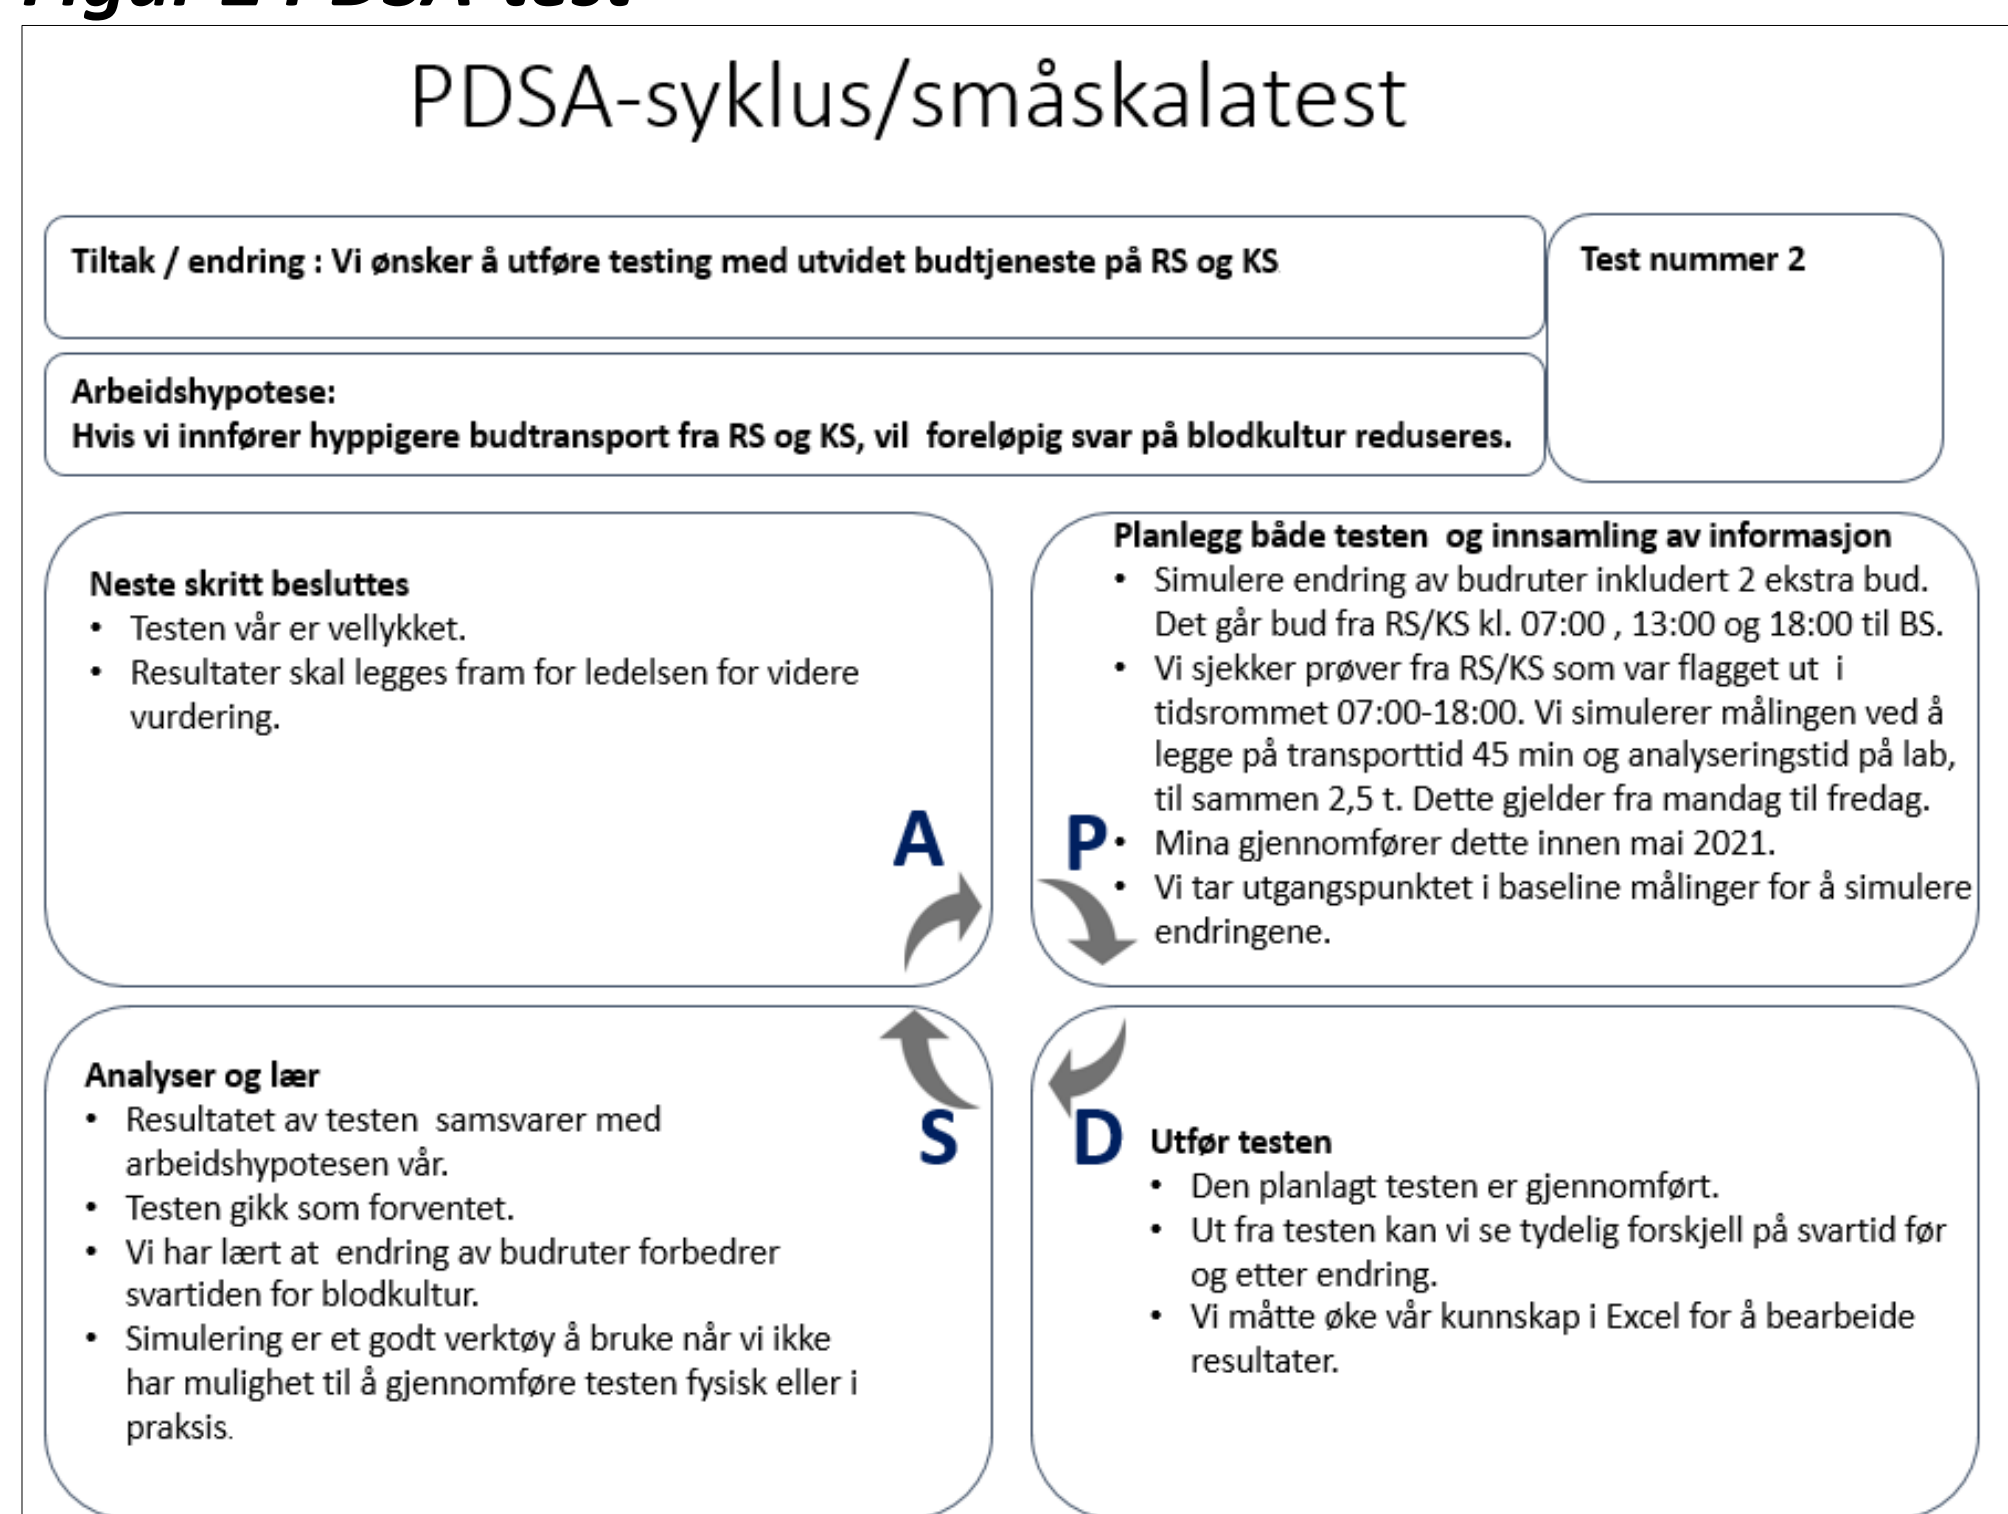 Figur 2 PDSA-test
PDSA-syklus/småskalatest
Tiltak / endring : Vi ønsker å utføre testing med utvidet budtjeneste på RS og KS.
Test nummer 2
Arbeidshypotese:
Hvis vi innfører hyppigere budtransport fra RS og KS, vil foreløpig svar på blodkultur reduseres.
Neste skritt besluttes
• Testen vår er vellykket.
• Resultater skal legges fram for ledelsen for videre
vurdering.
A
Planlegg både testen og innsamling av informasjon
• Simulere endring av budruter inkludert 2 ekstra bud.
Det går bud fra RS/KS kl. 07:00 , 13:00 og 18:00 til BS.
• Vi sjekker prøver fra RS/KS som var flagget ut i
tidsrommet 07:00-18:00. Vi simulerer målingen ved å
legge på transporttid 45 min og analyseringstid på lab,
til sammen 2,5 t. Dette gjelder fra mandag til fredag.
• Mina gjennomfører dette innen mai 2021.
• Vi tar utgangspunktet i baseline målinger for å simulere
endringene.
P
Analyser og lær
• Resultatet av testen samsvarer med
arbeidshypotesen vår.
• Testen gikk som forventet.
• Vi har lært at endring av budruter forbedrer
svartiden for blodkultur.
• Simulering er et godt verktøy å bruke når vi ikke
har mulighet til å gjennomføre testen fysisk eller i
praksis.
S
D
Utfør testen
• Den planlagt testen er gjennomført.
• Ut fra testen kan vi se tydelig forskjell på svartid før
og etter endring.
• Vi måtte øke vår kunnskap i Excel for å bearbeide
resultater.